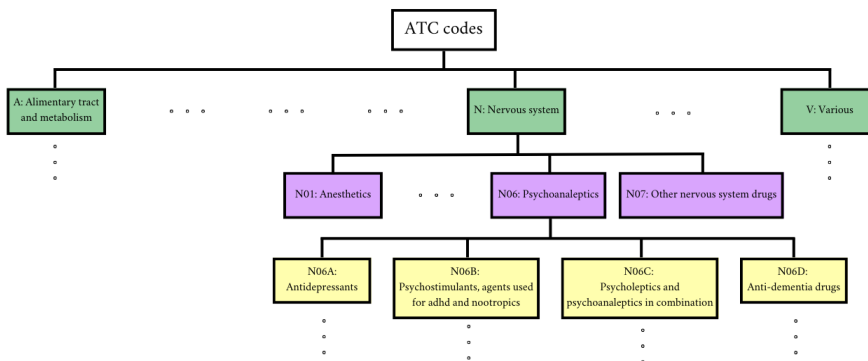 ATC codes
A: Alimentary tract
and metabolism
N: Nervous system
V: Various
N01: Anesthetics
N06: Psychoanaleptics
N07: Other nervous system drugs
N06A:
Antidepressants
N06B:
Psychostimulants, agents used
for adhd and nootropics
N06C:
Psycholeptics and
psychoanaleptics in combination
N06D:
Anti-dementia drugs